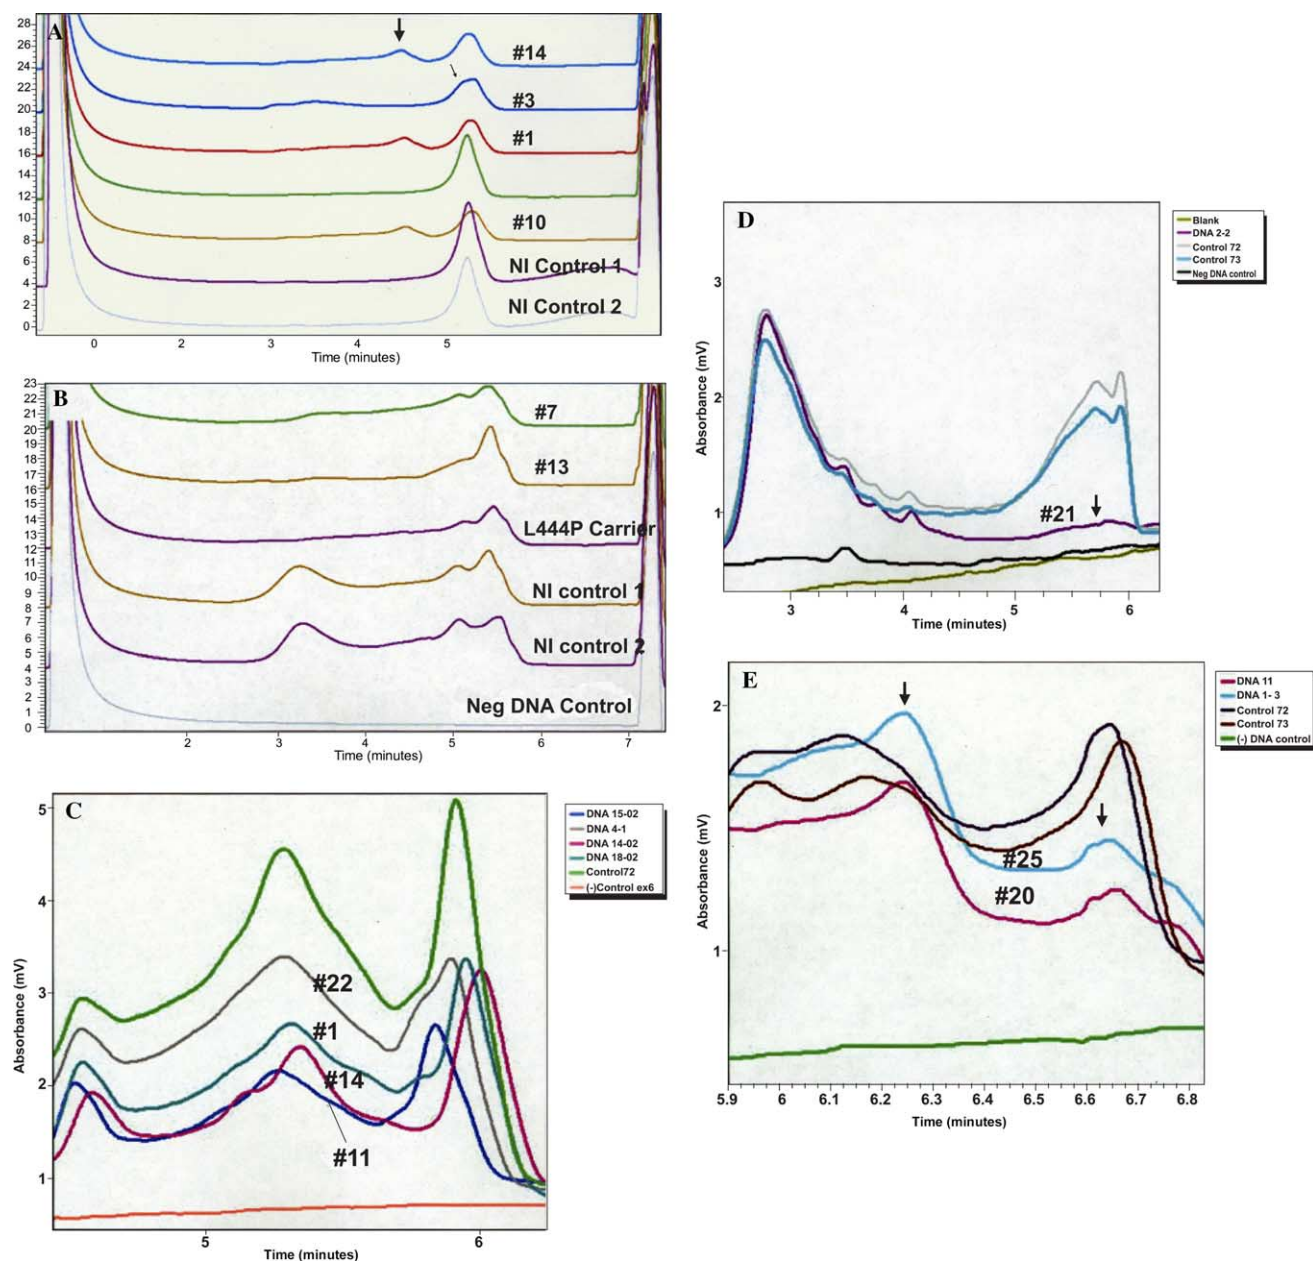 A
28
26
24
22
20
18
16
14
12
10
8
6
4
2
0
#14
#3
#1
#10
NI Control 1
NI Control 2
0 2 3 4 5
Time (minutes)
B
23
22
21
20
19
18
17
16
15
14
13
12
11
10
9
8
7
6
5
4
3
2
1
0
#7
#13
L444P Carrier
NI control 1
NI control 2
Neg DNA Control
2 3 4 5 6 7
Time (minutes)
C
5
4
3
2
1
Absorbance (mV)
#22
#1
#14
#11
5 6
Time (minutes)
DNA 15-02
DNA 4-1
DNA 14-02
DNA 18-02
Control72
(-)Control ex6
D
3
2
1
Absorbance (mV)
#21
3 4 5 6
Time (minutes)
Blank
DNA 2-2
Control 72
Control 73
Neg DNA control
E
2
1
Absorbance (mV)
#25
#20
5.9 6 6.1 6.2 6.3 6.4 6.5 6.6 6.7 6.8
Time (minutes)
DNA 11
DNA 1- 3
Control 72
Control 73
(-) DNA control